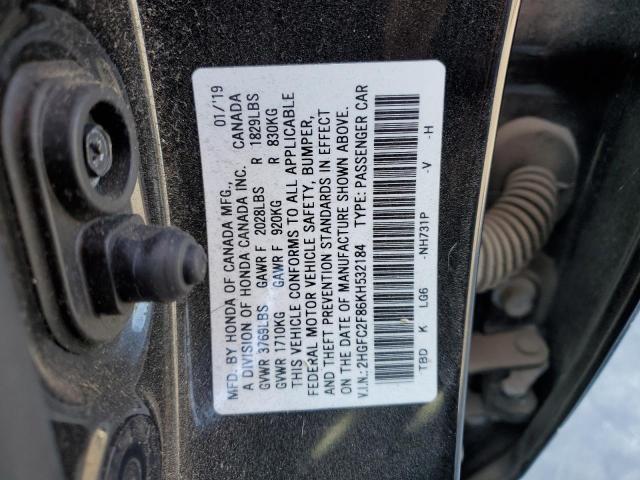 MFD. BY HONDA OF CANADA MFG., 01/'19
A DIVISION OF HONDA CANADA INC. CANADA
GVWR 3769LBS GAWR F 2028LBS R 1829LBS
GVWR 1710KG GAWR F 920KG R 830KG
THIS VEHICLE CONFORMS TO ALL APPLICABLE
FEDERAL MOTOR VEHICLE SAFETY, BUMPER,
AND THEFT PREVENTION STANDARDS IN EFFECT
ON THE DATE OF MANUFACTURE SHOWN ABOVE.
V.I.N.: 2HGFC2F86KH532184 TYPE: PASSENGER CAR
TBD K LG6 -NH731P -V -H